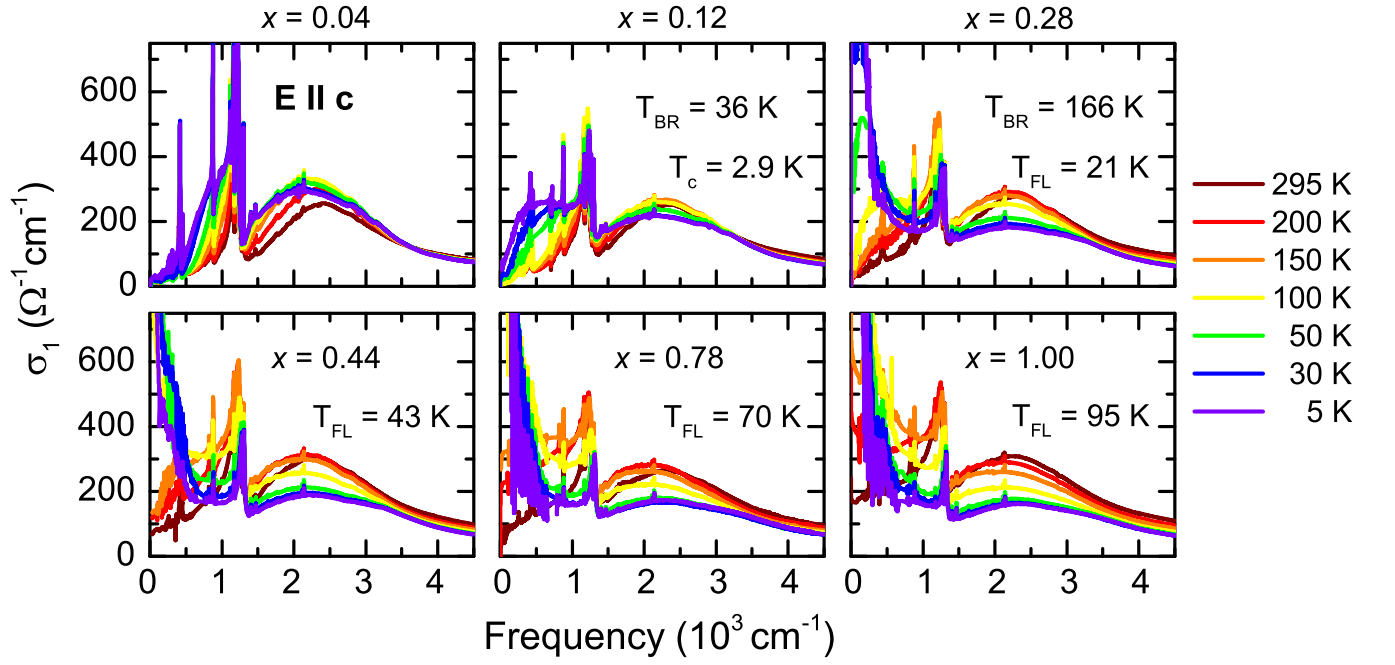 x = 0.04
x = 0.12
x = 0.28
E II c
T_BR = 36 K
T_c = 2.9 K
T_BR = 166 K
T_FL = 21 K
600
400
200
0
x = 0.44
T_FL = 43 K
x = 0.78
T_FL = 70 K
x = 1.00
T_FL = 95 K
600
400
200
0
0 1 2 3 4
0 1 2 3 4
0 1 2 3 4
σ₁ (Ω⁻¹cm⁻¹)
Frequency (10³ cm⁻¹)
295 K
200 K
150 K
100 K
50 K
30 K
5 K